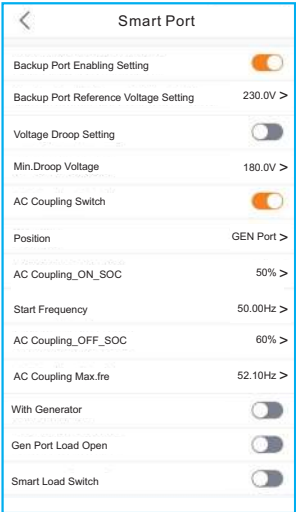 Smart Port
Backup Port Enabling Setting
Backup Port Reference Voltage Setting 230.0V >
Voltage Droop Setting
Min.Droop Voltage 180.0V >
AC Coupling Switch
Position GEN Port >
AC Coupling_ON_SOC 50% >
Start Frequency 50.00Hz >
AC Coupling_OFF_SOC 60% >
AC Coupling Max.fre 52.10Hz >
With Generator
Gen Port Load Open
Smart Load Switch